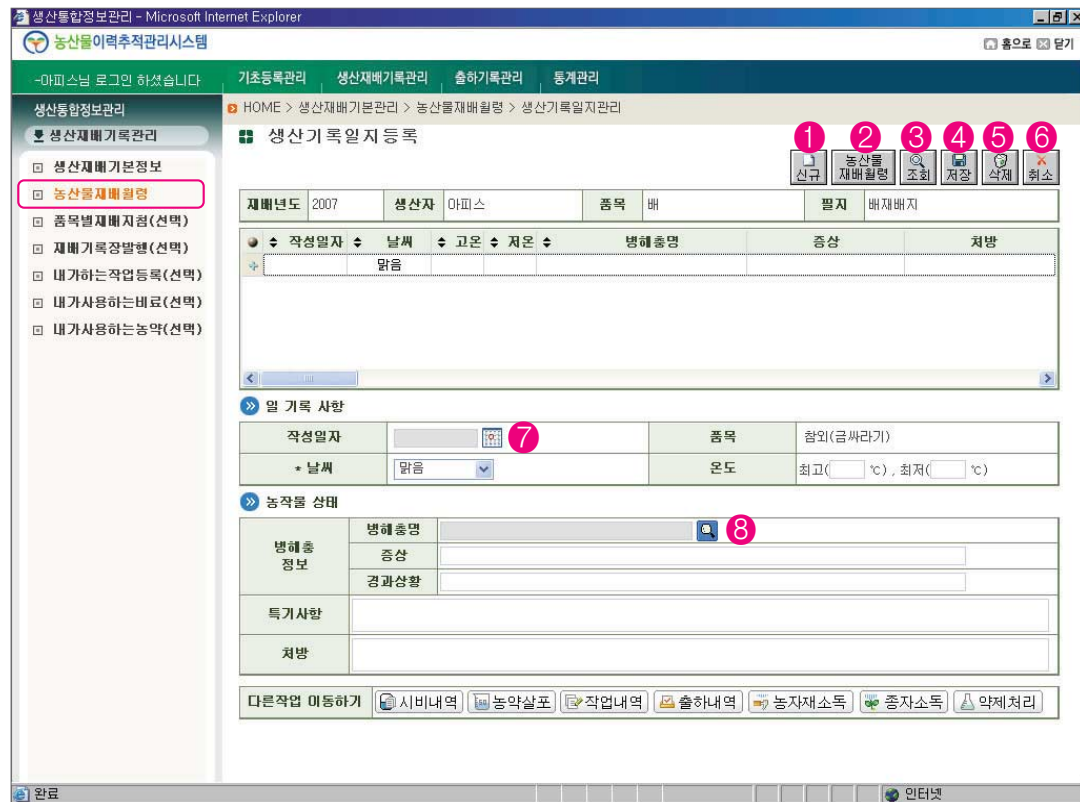 생산통합정보관리 - Microsoft Internet Explorer
농산물이력추적관리시스템
홈으로 닫기
-아피스님 로그인 하셨습니다
기초등록관리 생산재배기록관리 출하기록관리 통계관리
생산통합정보관리
HOME > 생산재배기본관리 > 농산물재배월령 > 생산기록일지관리
생산재배기록관리
생산재배기본정보
농산물재배월령
품목별재배지침(선택)
재배기록장발행(선택)
내가하는작업등록(선택)
내가사용하는비료(선택)
내가사용하는농약(선택)
생산기록일지등록
1 2 3 4 5 6
신규 농산물재배월령 조회 저장 삭제 취소
재배년도 2007 생산자 아피스 품목 배 필지 배재배지
작성일자 날씨 고온 저온 병해충명 증상 처방
맑음
일 기록 사항
작성일자 7 품목 참외(금싸라기)
* 날씨 맑음 온도 최고( ℃) , 최저( ℃)
농작물 상태
병해충 정보
병해충명 8
증상
경과상황
특기사항
처방
다른작업 이동하기 시비내역 농약살포 작업내역 출하내역 농자재소독 종자소독 약제처리
완료 인터넷